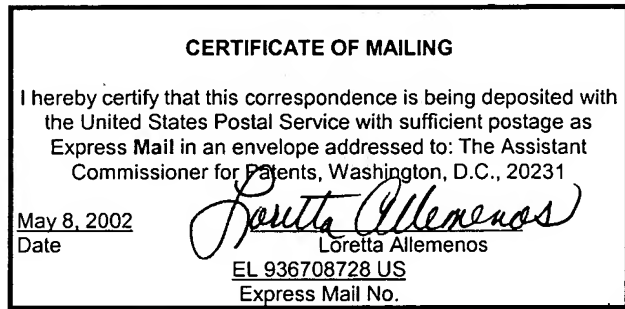 CERTIFICATE OF MAILING
I hereby certify that this correspondence is being deposited with
the United States Postal Service with sufficient postage as
Express Mail in an envelope addressed to: The Assistant
Commissioner for Patents, Washington, D.C., 20231
Loretta Allemenos
May 8, 2002
Date
Loretta Allemenos
EL 936708728 US
Express Mail No.